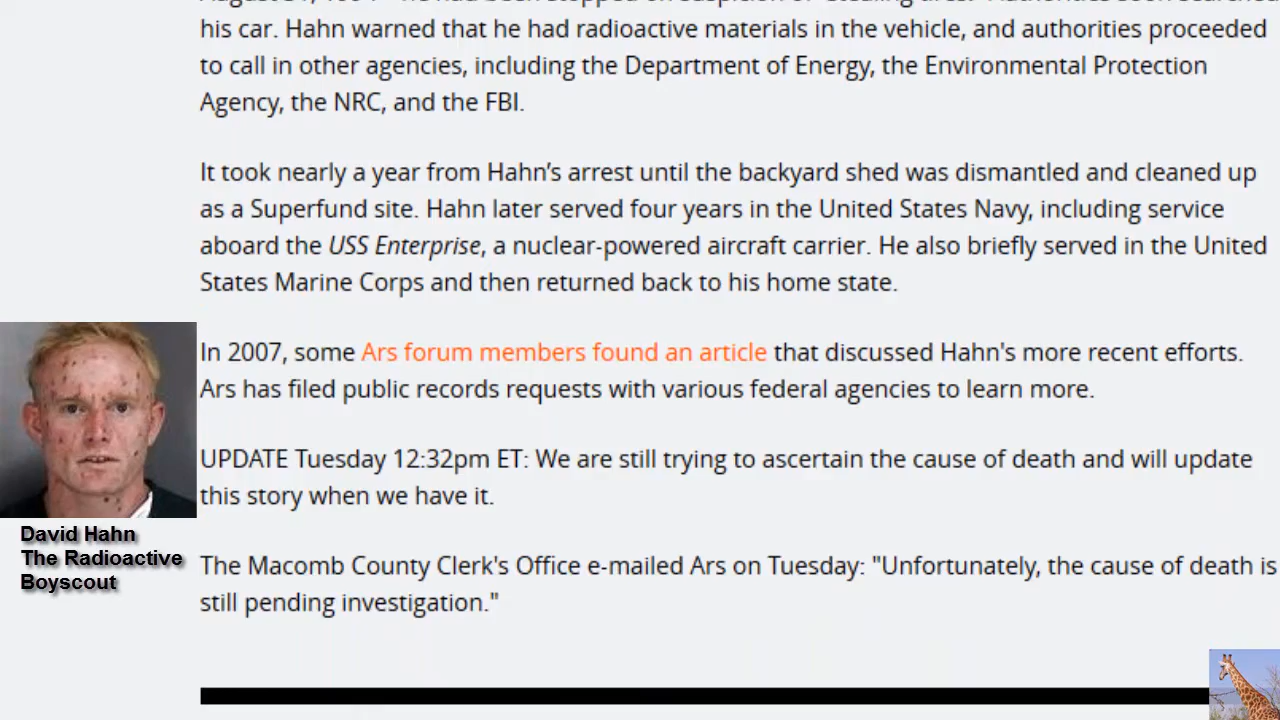 his car. Hahn warned that he had radioactive materials in the vehicle, and authorities proceeded
to call in other agencies, including the Department of Energy, the Environmental Protection
Agency, the NRC, and the FBI.
It took nearly a year from Hahn’s arrest until the backyard shed was dismantled and cleaned up
as a Superfund site. Hahn later served four years in the United States Navy, including service
aboard the USS Enterprise, a nuclear-powered aircraft carrier. He also briefly served in the United
States Marine Corps and then returned back to his home state.
In 2007, some Ars forum members found an article that discussed Hahn's more recent efforts.
Ars has filed public records requests with various federal agencies to learn more.
UPDATE Tuesday 12:32pm ET: We are still trying to ascertain the cause of death and will update
this story when we have it.
David Hahn
The Radioactive
Boyscout
The Macomb County Clerk's Office e-mailed Ars on Tuesday: "Unfortunately, the cause of death is
still pending investigation."